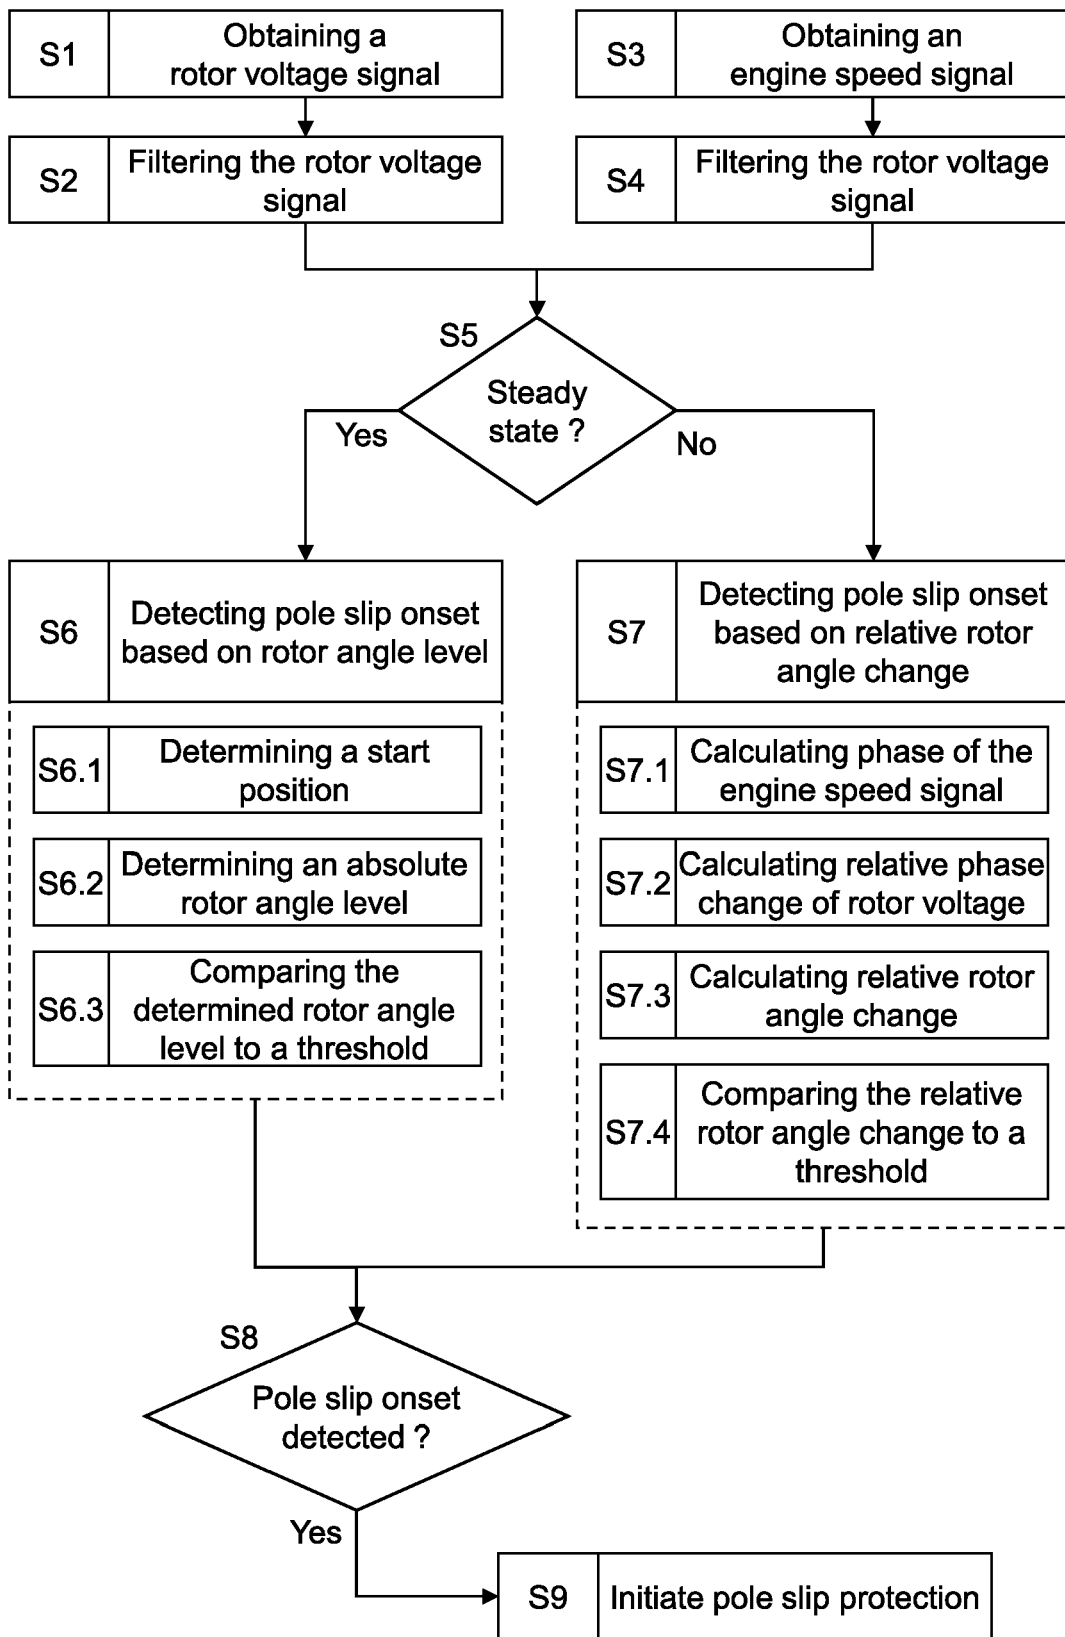 S1
Obtaining a
rotor voltage signal
S3
Obtaining an
engine speed signal
S2
Filtering the rotor voltage
signal
S4
Filtering the rotor voltage
signal
S5
Steady
state ?
Yes
No
S6
Detecting pole slip onset
based on rotor angle level
S6.1
Determining a start
position
S6.2
Determining an absolute
rotor angle level
S6.3
Comparing the
determined rotor angle
level to a threshold
S7
Detecting pole slip onset
based on relative rotor
angle change
S7.1
Calculating phase of the
engine speed signal
S7.2
Calculating relative phase
change of rotor voltage
S7.3
Calculating relative rotor
angle change
S7.4
Comparing the relative
rotor angle change to a
threshold
S8
Pole slip onset
detected ?
Yes
S9
Initiate pole slip protection